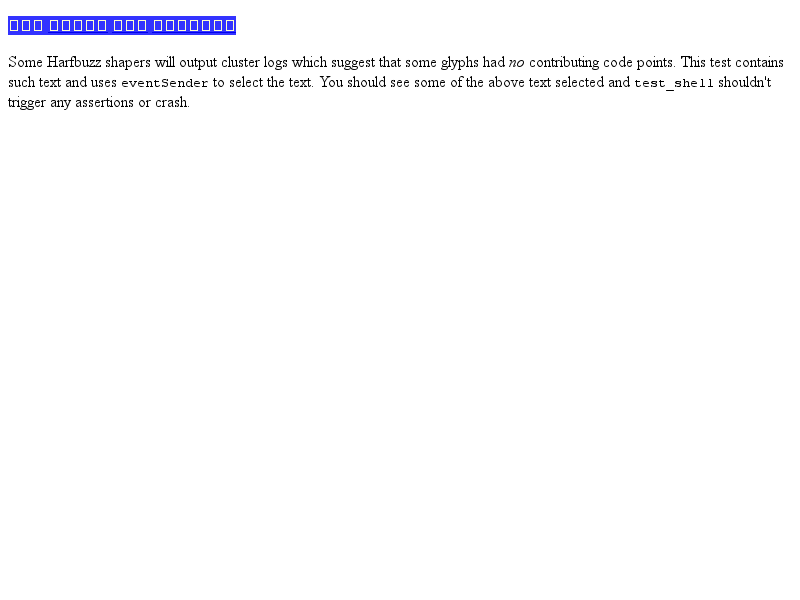 Some Harfbuzz shapers will output cluster logs which suggest that some glyphs had no contributing code points. This test contains
such text and uses eventSender to select the text. You should see some of the above text selected and test_shell shouldn't
trigger any assertions or crash.